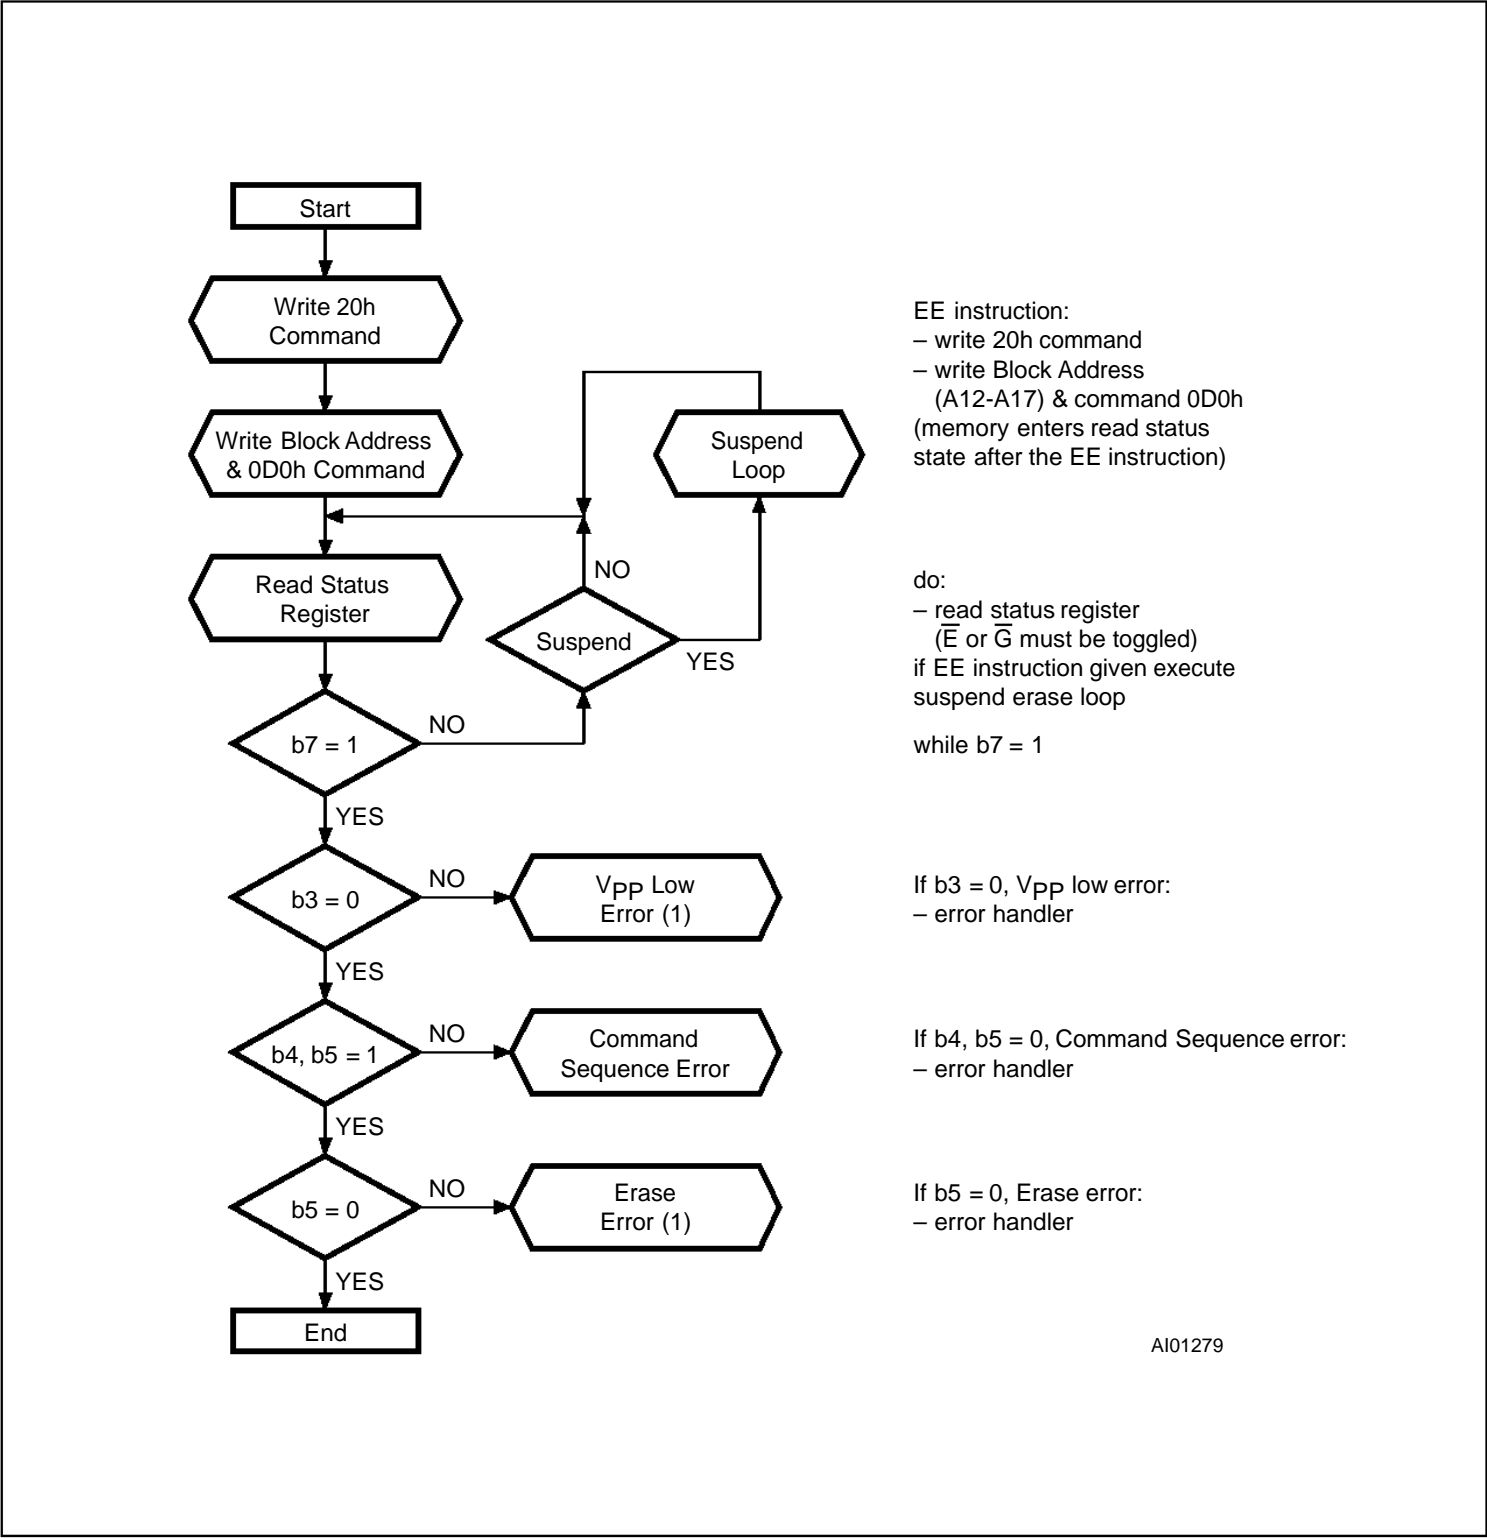 Start
Write 20h
Command
Write Block Address
& 0D0h Command
Suspend
Loop
Read Status
Register
NO
Suspend
YES
b7 = 1
NO
YES
b3 = 0
NO
VPP Low
Error (1)
YES
b4, b5 = 1
NO
Command
Sequence Error
YES
b5 = 0
NO
Erase
Error (1)
YES
End
EE instruction:
– write 20h command
– write Block Address
(A12-A17) & command 0D0h
(memory enters read status
state after the EE instruction)
do:
– read status register
(E̅ or G̅ must be toggled)
if EE instruction given execute
suspend erase loop
while b7 = 1
If b3 = 0, VPP low error:
– error handler
If b4, b5 = 0, Command Sequence error:
– error handler
If b5 = 0, Erase error:
– error handler
AI01279